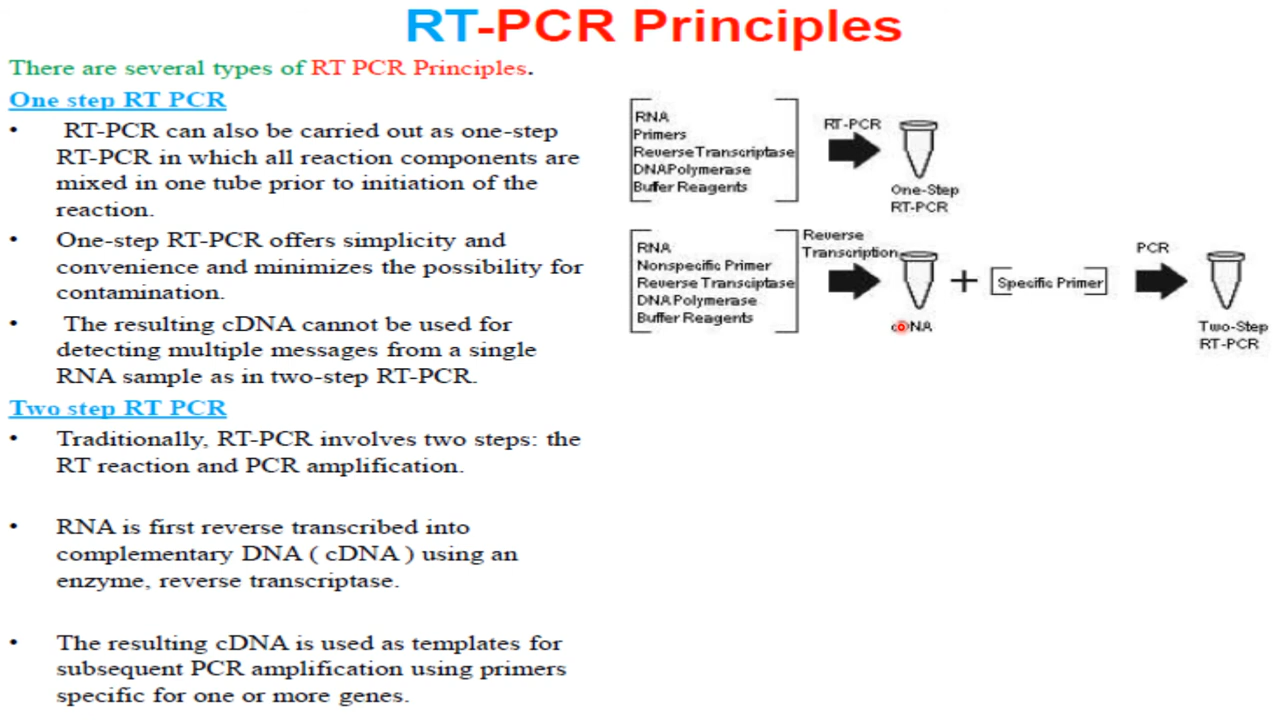 RT-PCR Principles
There are several types of RT PCR Principles.
One step RT PCR
• RT-PCR can also be carried out as one-step
RT-PCR in which all reaction components are
mixed in one tube prior to initiation of the
reaction.
• One-step RT-PCR offers simplicity and
convenience and minimizes the possibility for
contamination.
• The resulting cDNA cannot be used for
detecting multiple messages from a single
RNA sample as in two-step RT-PCR.
Two step RT PCR
• Traditionally, RT-PCR involves two steps: the
RT reaction and PCR amplification.
• RNA is first reverse transcribed into
complementary DNA ( cDNA ) using an
enzyme, reverse transcriptase.
• The resulting cDNA is used as templates for
subsequent PCR amplification using primers
specific for one or more genes.
RNA
Primers
Reverse Transcriptase
DNA Polymerase
Buffer Reagents
RT-PCR
One-Step
RT-PCR
RNA
Nonspecific Primer
Reverse Transciptase
DNA Polymerase
Buffer Reagents
Reverse
Transcription
cDNA
+
Specific Primer
PCR
Two-Step
RT-PCR